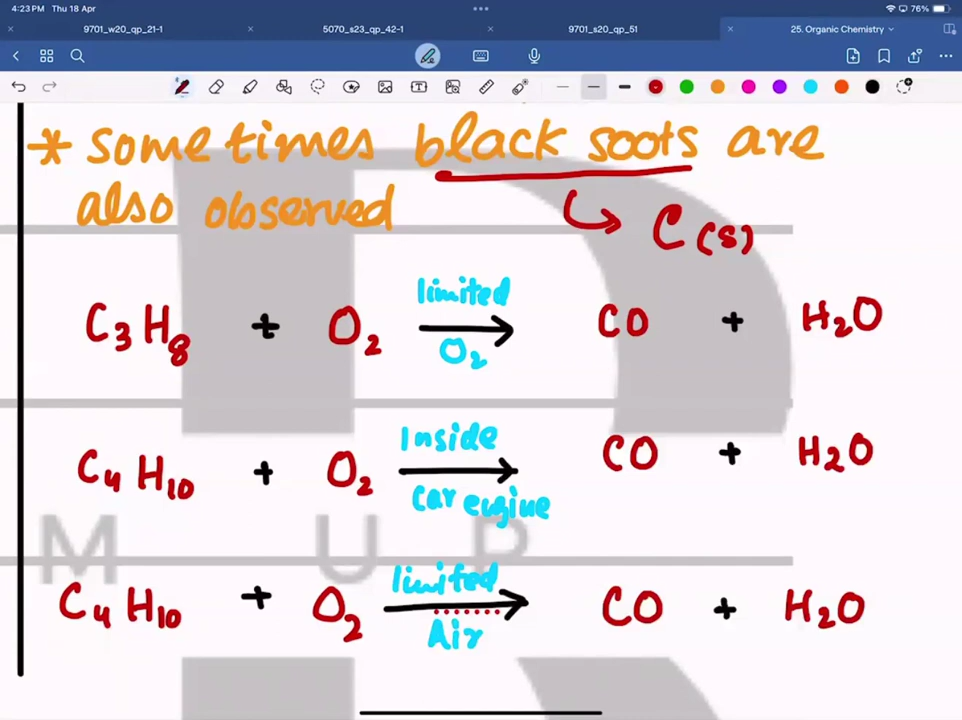 4:23 PM Thu 18 Apr
76%
9701_w20_qp_21-1
5070_s23_qp_42-1
9701_s20_qp_51
25. Organic Chemistry
* some times black soots are
also observed
C(s)
C3H8 + O2 limited O2 CO + H2O
C4H10 + O2 Inside car engine CO + H2O
M U P
C4H10 + O2 limited Air CO + H2O